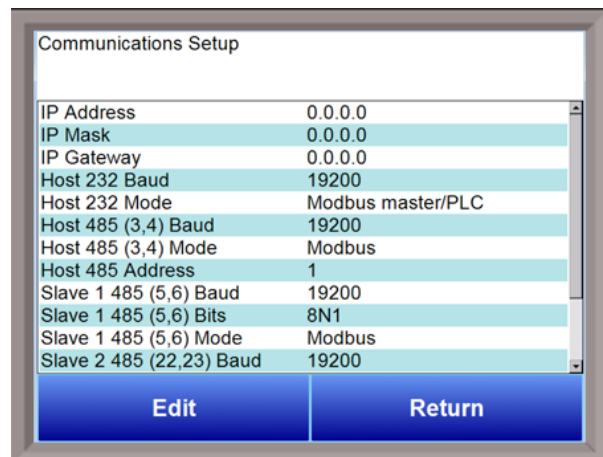 Communications Setup
IP Address 0.0.0.0
IP Mask 0.0.0.0
IP Gateway 0.0.0.0
Host 232 Baud 19200
Host 232 Mode Modbus master/PLC
Host 485 (3,4) Baud 19200
Host 485 (3,4) Mode Modbus
Host 485 Address 1
Slave 1 485 (5,6) Baud 19200
Slave 1 485 (5,6) Bits 8N1
Slave 1 485 (5,6) Mode Modbus
Slave 2 485 (22,23) Baud 19200
Edit Return